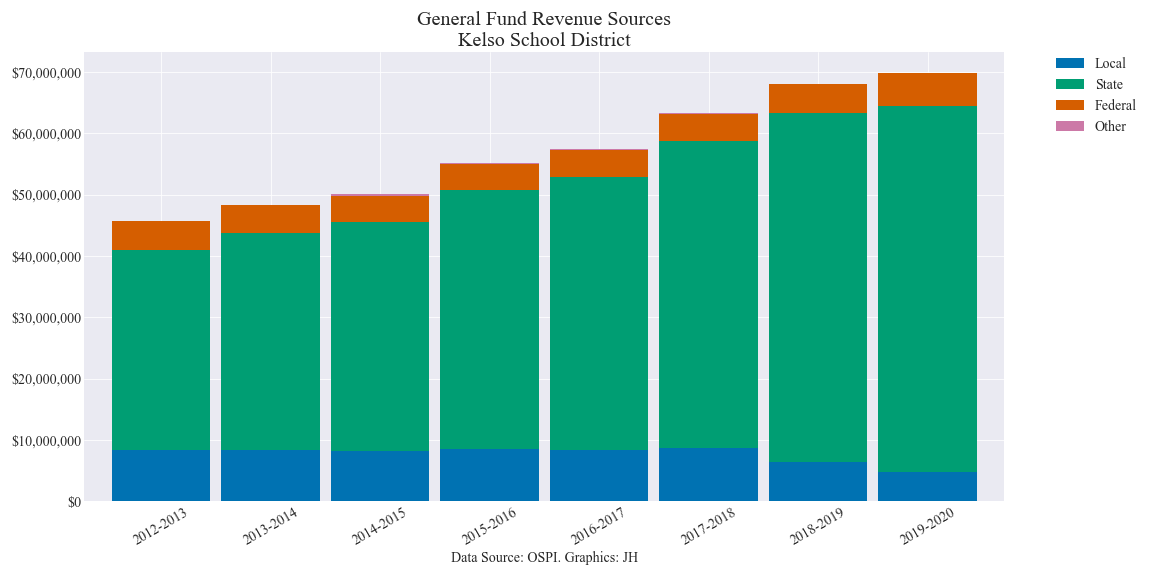 General Fund Revenue Sources
Kelso School District
$70,000,000
$60,000,000
$50,000,000
$40,000,000
$30,000,000
$20,000,000
$10,000,000
$0
2012-2013
2013-2014
2014-2015
2015-2016
2016-2017
2017-2018
2018-2019
2019-2020
Data Source: OSPI. Graphics: JH
Local
State
Federal
Other